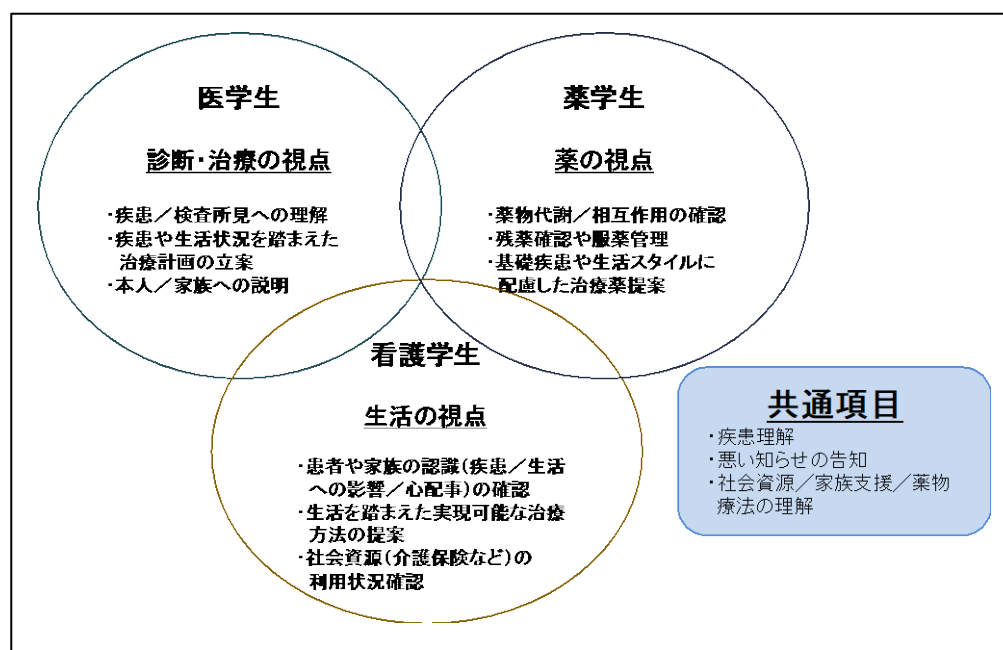 医学生
診断・治療の視点
・疾患／検査所見への理解
・疾患や生活状況を踏まえた
治療計画の立案
・本人／家族への説明
薬学生
薬の視点
・薬物代謝／相互作用の確認
・残薬確認や服薬管理
・基礎疾患や生活スタイルに
配慮した治療薬提案
看護学生
生活の視点
・患者や家族の認識（疾患／生活
への影響／心配事）の確認
・生活を踏まえた実現可能な治療
方法の提案
・社会資源（介護保険など）の
利用状況確認
共通項目
・疾患理解
・悪い知らせの告知
・社会資源／家族支援／薬物
療法の理解